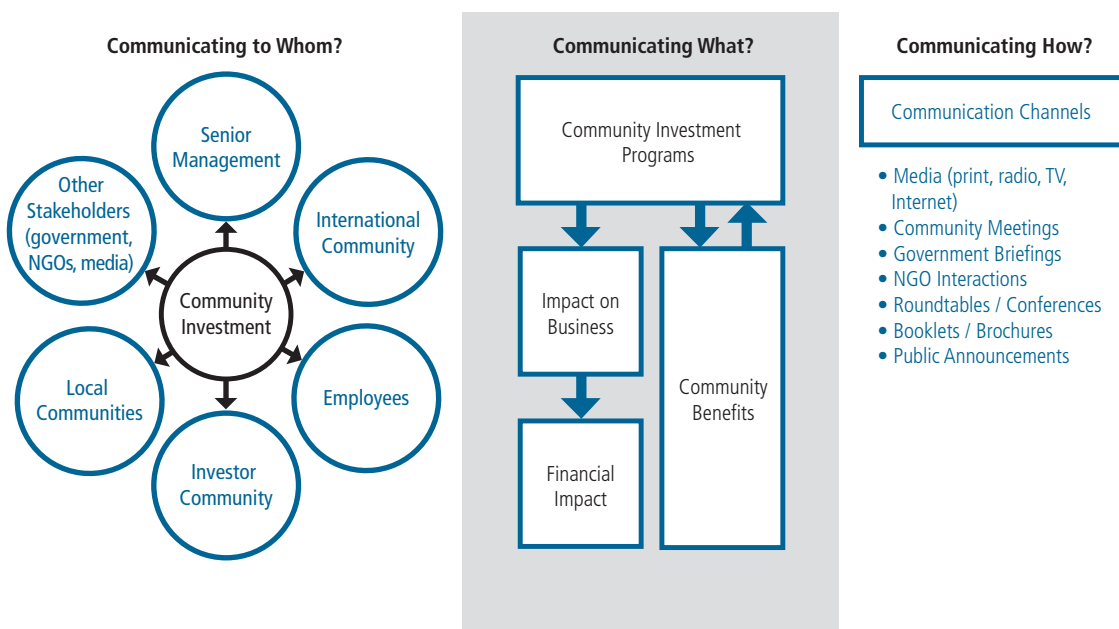 Communicating to Whom?
Senior
Management
Other
Stakeholders
(government,
NGOs, media)
International
Community
Community
Investment
Local
Communities
Employees
Investor
Community
Communicating What?
Community Investment
Programs
Impact on
Business
Community
Benefits
Financial
Impact
Communicating How?
Communication Channels
• Media (print, radio, TV,
Internet)
• Community Meetings
• Government Briefings
• NGO Interactions
• Roundtables / Conferences
• Booklets / Brochures
• Public Announcements